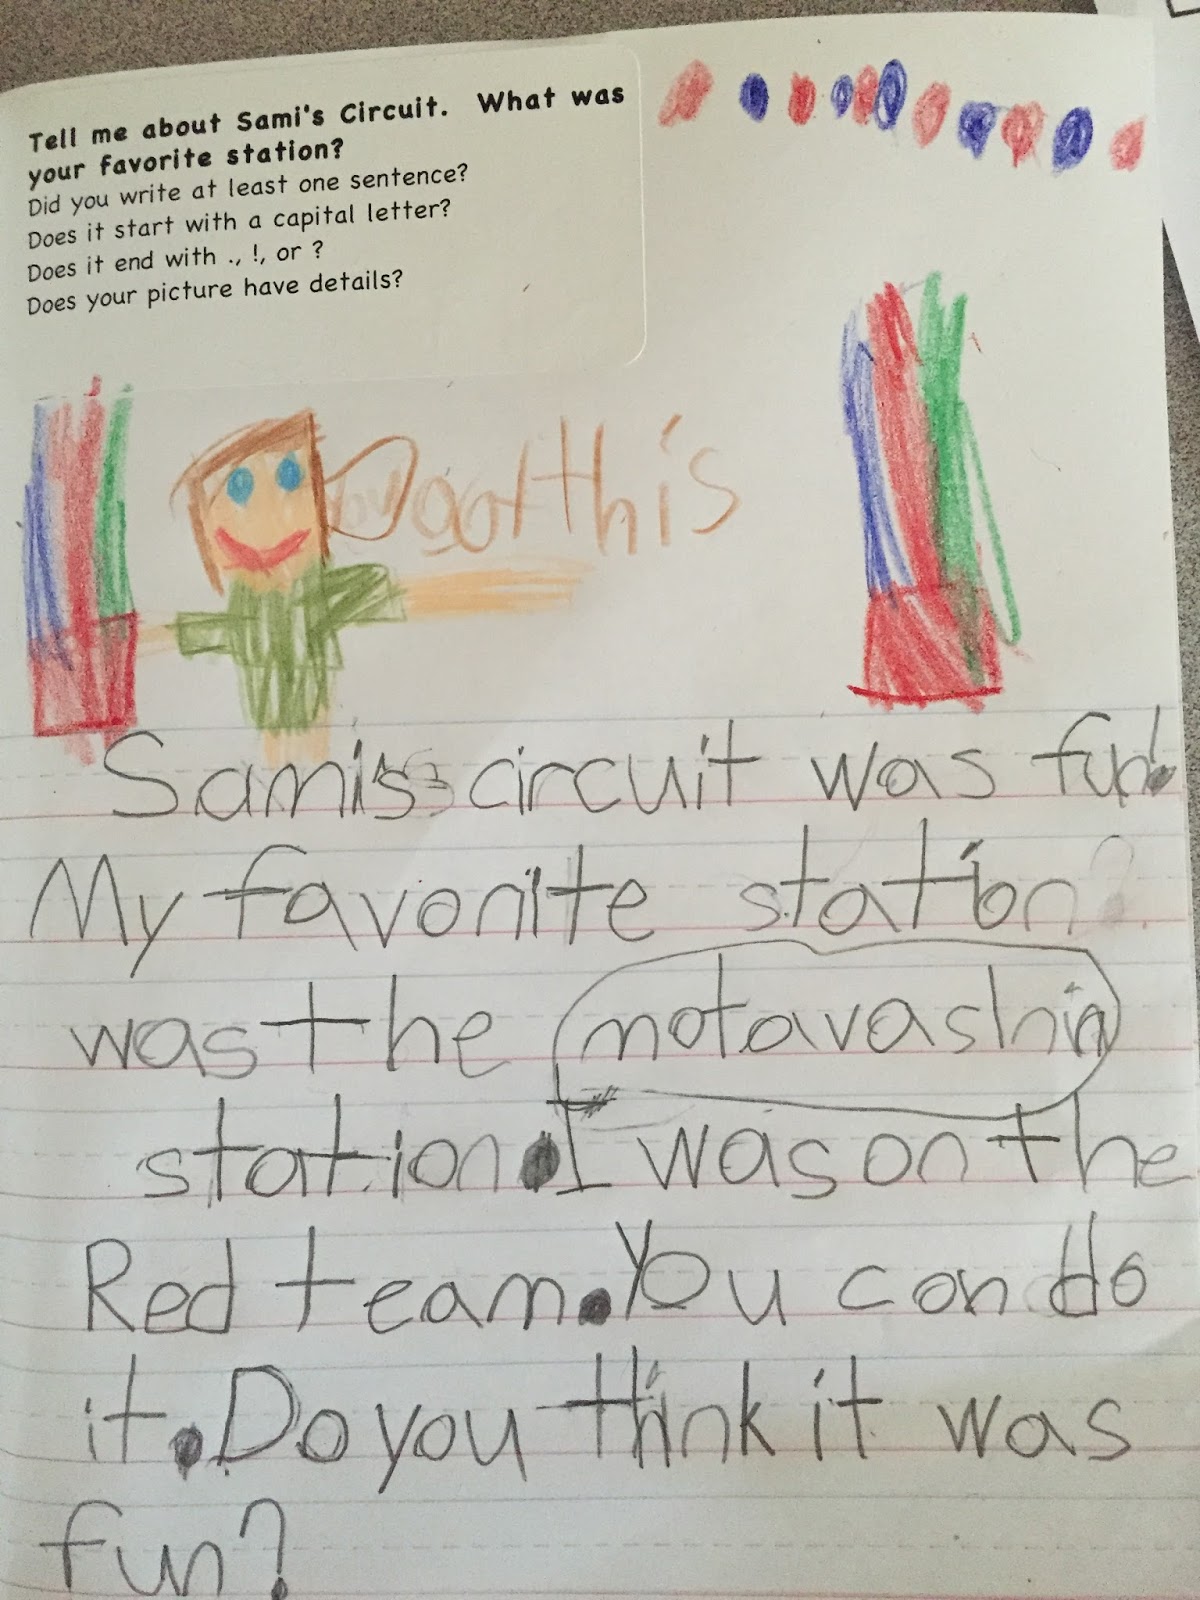 Tell me about Sami's Circuit. What was
your favorite station?
Did you write at least one sentence?
Does it start with a capital letter?
Does it end with ., !, or ?
Does your picture have details?
I got this
Samis circuit was fun!
My favorite station
was the motavashin
station. I was on the
Red team. You can do
it. Do you think it was
fun?